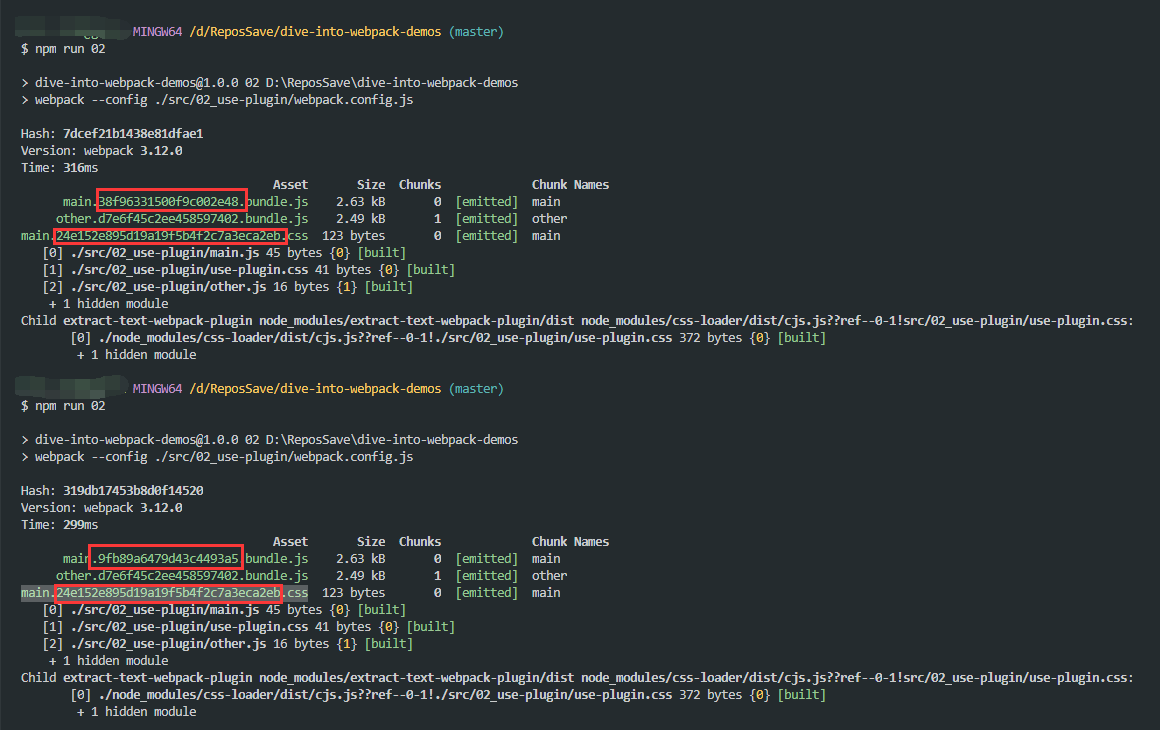 MINGW64 /d/ReposSave/dive-into-webpack-demos (master)
$ npm run 02
> dive-into-webpack-demos@1.0.0 02 D:\ReposSave\dive-into-webpack-demos
> webpack --config ./src/02_use-plugin/webpack.config.js
Hash: 7dcef21b1438e81dfae1
Version: webpack 3.12.0
Time: 316ms
Asset Size Chunks Chunk Names
main.38f96331500f9c002e48.bundle.js 2.63 kB 0 [emitted] main
other.d7e6f45c2ee458597402.bundle.js 2.49 kB 1 [emitted] other
main.24e152e895d19a19f5b4f2c7a3eca2eb.css 123 bytes 0 [emitted] main
[0] ./src/02_use-plugin/main.js 45 bytes {0} [built]
[1] ./src/02_use-plugin/use-plugin.css 41 bytes {0} [built]
[2] ./src/02_use-plugin/other.js 16 bytes {1} [built]
+ 1 hidden module
Child extract-text-webpack-plugin node_modules/extract-text-webpack-plugin/dist node_modules/css-loader/dist/cjs.js??ref--0-1!src/02_use-plugin/use-plugin.css:
[0] ./node_modules/css-loader/dist/cjs.js??ref--0-1!./src/02_use-plugin/use-plugin.css 372 bytes {0} [built]
+ 1 hidden module
MINGW64 /d/ReposSave/dive-into-webpack-demos (master)
$ npm run 02
> dive-into-webpack-demos@1.0.0 02 D:\ReposSave\dive-into-webpack-demos
> webpack --config ./src/02_use-plugin/webpack.config.js
Hash: 319db17453b8d0f14520
Version: webpack 3.12.0
Time: 299ms
Asset Size Chunks Chunk Names
main.9fb89a6479d43c4493a5.bundle.js 2.63 kB 0 [emitted] main
other.d7e6f45c2ee458597402.bundle.js 2.49 kB 1 [emitted] other
main.24e152e895d19a19f5b4f2c7a3eca2eb.css 123 bytes 0 [emitted] main
[0] ./src/02_use-plugin/main.js 45 bytes {0} [built]
[1] ./src/02_use-plugin/use-plugin.css 41 bytes {0} [built]
[2] ./src/02_use-plugin/other.js 16 bytes {1} [built]
+ 1 hidden module
Child extract-text-webpack-plugin node_modules/extract-text-webpack-plugin/dist node_modules/css-loader/dist/cjs.js??ref--0-1!src/02_use-plugin/use-plugin.css:
[0] ./node_modules/css-loader/dist/cjs.js??ref--0-1!./src/02_use-plugin/use-plugin.css 372 bytes {0} [built]
+ 1 hidden module